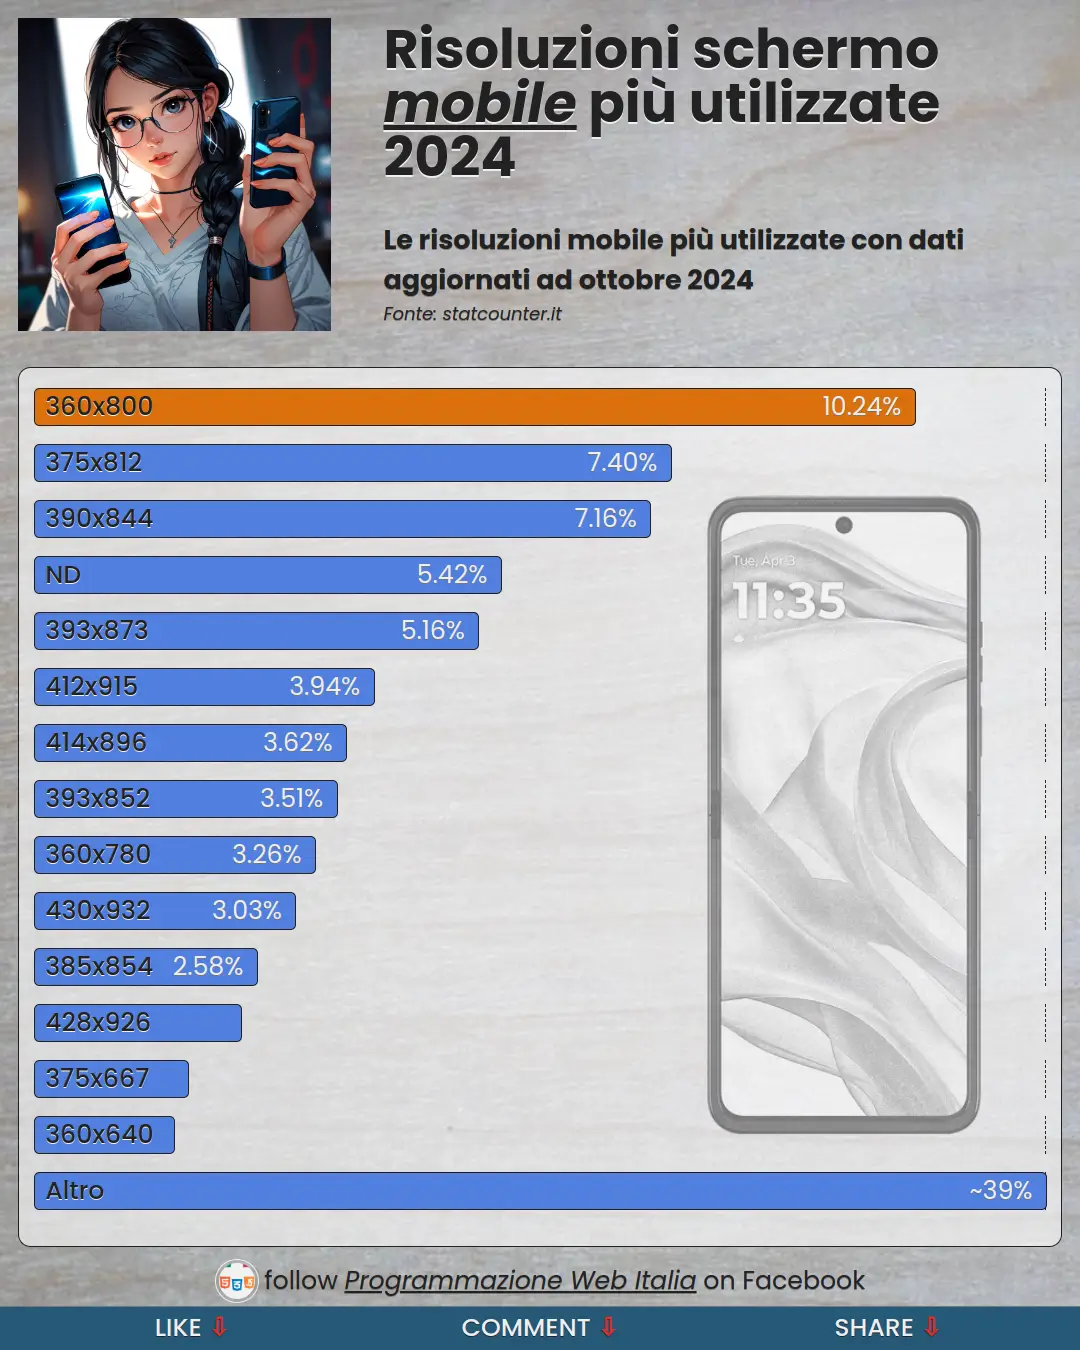 Risoluzioni schermo
mobile più utilizzate
2024
Le risoluzioni mobile più utilizzate con dati
aggiornati ad ottobre 2024
Fonte: statcounter.it
360x800 10.24%
375x812 7.40%
390x844 7.16%
ND 5.42%
393x873 5.16%
412x915 3.94%
414x896 3.62%
393x852 3.51%
360x780 3.26%
430x932 3.03%
385x854 2.58%
428x926
375x667
360x640
Altro ~39%
Tue, Apr 3
11:35
follow Programmazione Web Italia on Facebook
LIKE ⇩ COMMENT ⇩ SHARE ⇩